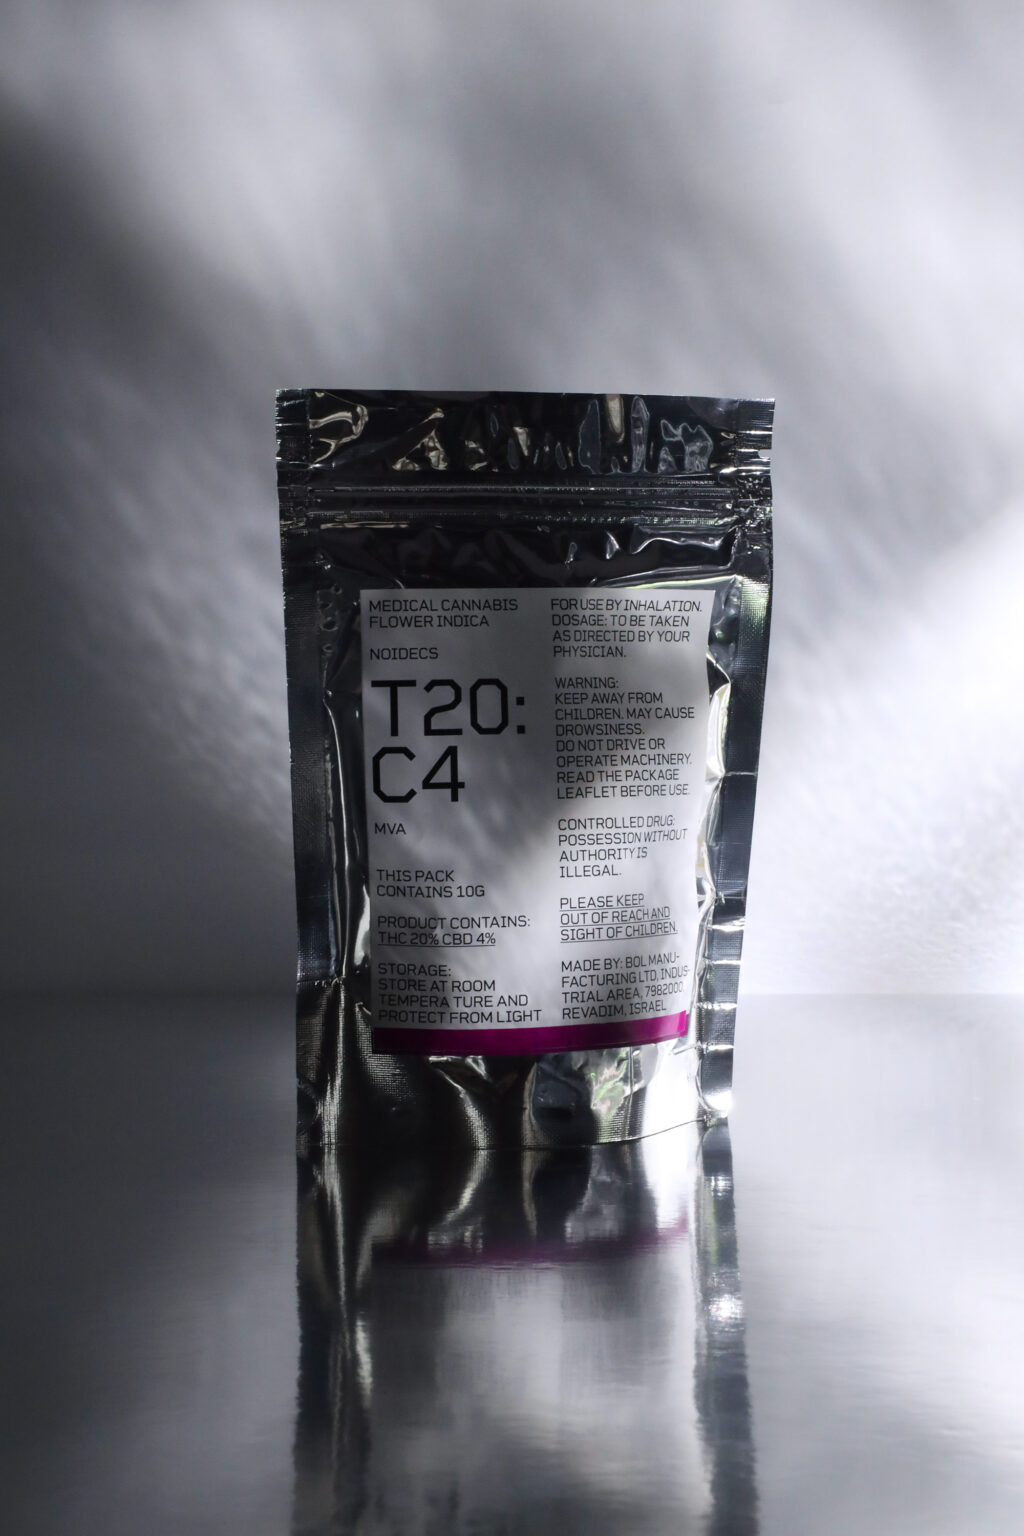 MEDICAL CANNABIS
FLOWER INDICA
NOIDECS
T20:
C4
MVA
THIS PACK
CONTAINS 10G
PRODUCT CONTAINS:
THC 20% CBD 4%
STORAGE:
STORE AT ROOM
TEMPERA TURE AND
PROTECT FROM LIGHT
FOR USE BY INHALATION.
DOSAGE: TO BE TAKEN
AS DIRECTED BY YOUR
PHYSICIAN.
WARNING:
KEEP AWAY FROM
CHILDREN. MAY CAUSE
DROWSINESS.
DO NOT DRIVE OR
OPERATE MACHINERY.
READ THE PACKAGE
LEAFLET BEFORE USE.
CONTROLLED DRUG:
POSSESSION WITHOUT
AUTHORITY IS
ILLEGAL.
PLEASE KEEP
OUT OF REACH AND
SIGHT OF CHILDREN.
MADE BY: BOL MANU-
FACTURING LTD, INDUS-
TRIAL AREA, 7982000,
REVADIM, ISRAEL